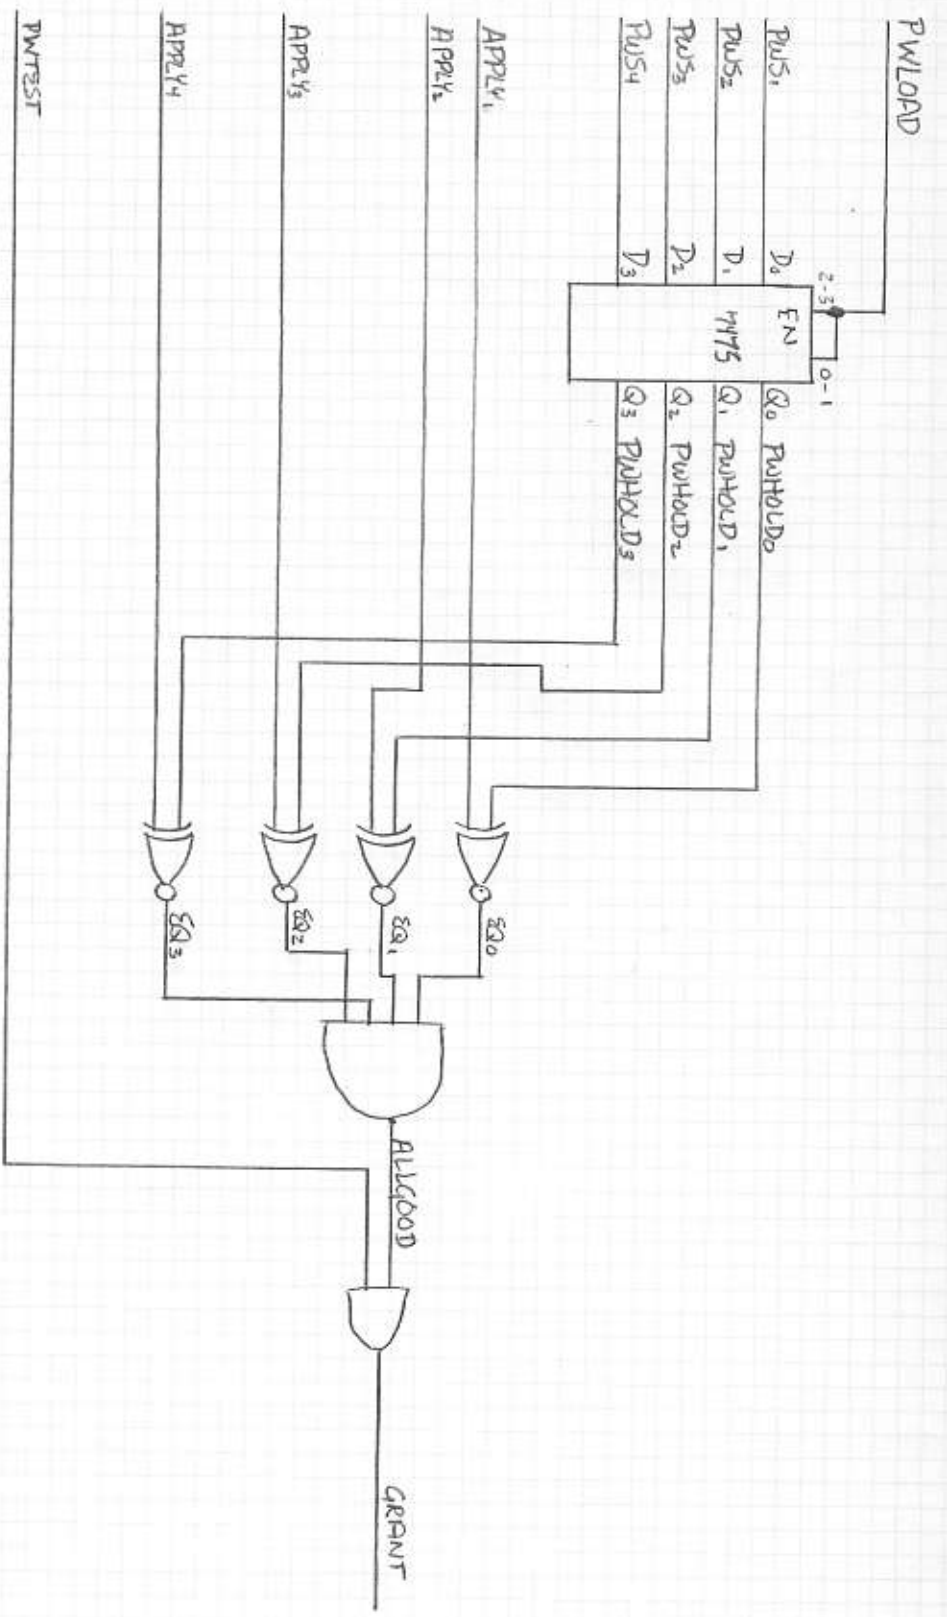 PWLOAD
PWS₁
PWS₂
PWS₃
PWS4
APPLY₁
APPLY₂
APPLY₃
APPLY4
PWTEST
2-3
0-1
EN
7475
D₀
D₁
D₂
D₃
Q₀ PWHOLD₀
Q₁ PWHOLD₁
Q₂ PWHOLD₂
Q₃ PWHOLD₃
EQ₀
EQ₁
EQ₂
EQ₃
ALLGOOD
GRANT